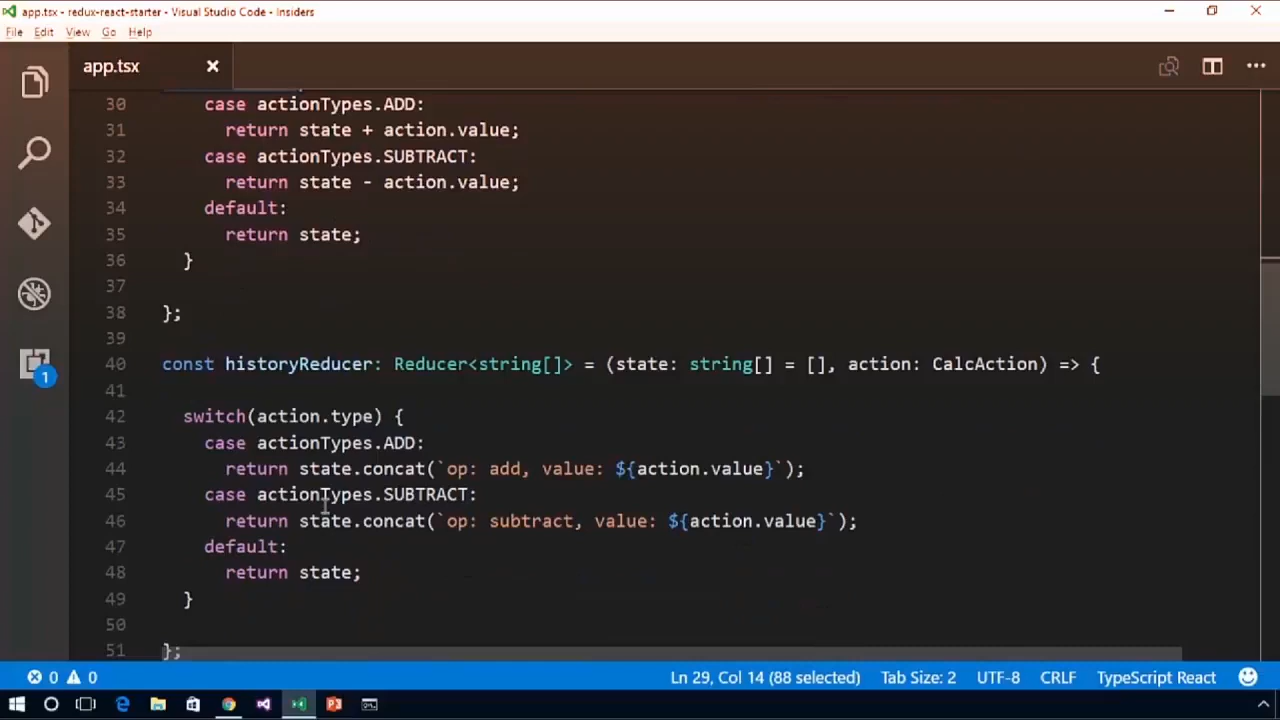 app.tsx - redux-react-starter - Visual Studio Code - Insiders
File Edit View Go Help
app.tsx
30 case actionTypes.ADD:
31 return state + action.value;
32 case actionTypes.SUBTRACT:
33 return state - action.value;
34 default:
35 return state;
36 }
37
38 };
39
40 const historyReducer: Reducer<string[]> = (state: string[] = [], action: CalcAction) => {
41
42 switch(action.type) {
43 case actionTypes.ADD:
44 return state.concat(`op: add, value: ${action.value}`);
45 case actionTypes.SUBTRACT:
46 return state.concat(`op: subtract, value: ${action.value}`);
47 default:
48 return state;
49 }
50
51 };
1
0 0 Ln 29, Col 14 (88 selected) Tab Size: 2 UTF-8 CRLF TypeScript React